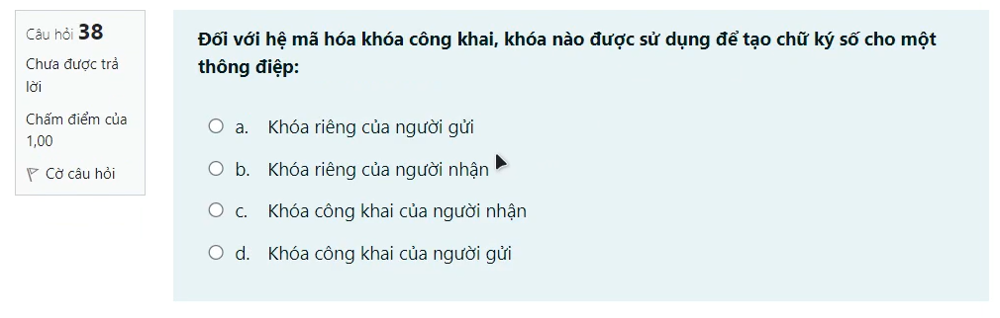 Câu hỏi 38
Chưa được trả
lời
Chấm điểm của
1,00
Cờ câu hỏi
Đối với hệ mã hóa khóa công khai, khóa nào được sử dụng để tạo chữ ký số cho một
thông điệp:
a. Khóa riêng của người gửi
b. Khóa riêng của người nhận
c. Khóa công khai của người nhận
d. Khóa công khai của người gửi